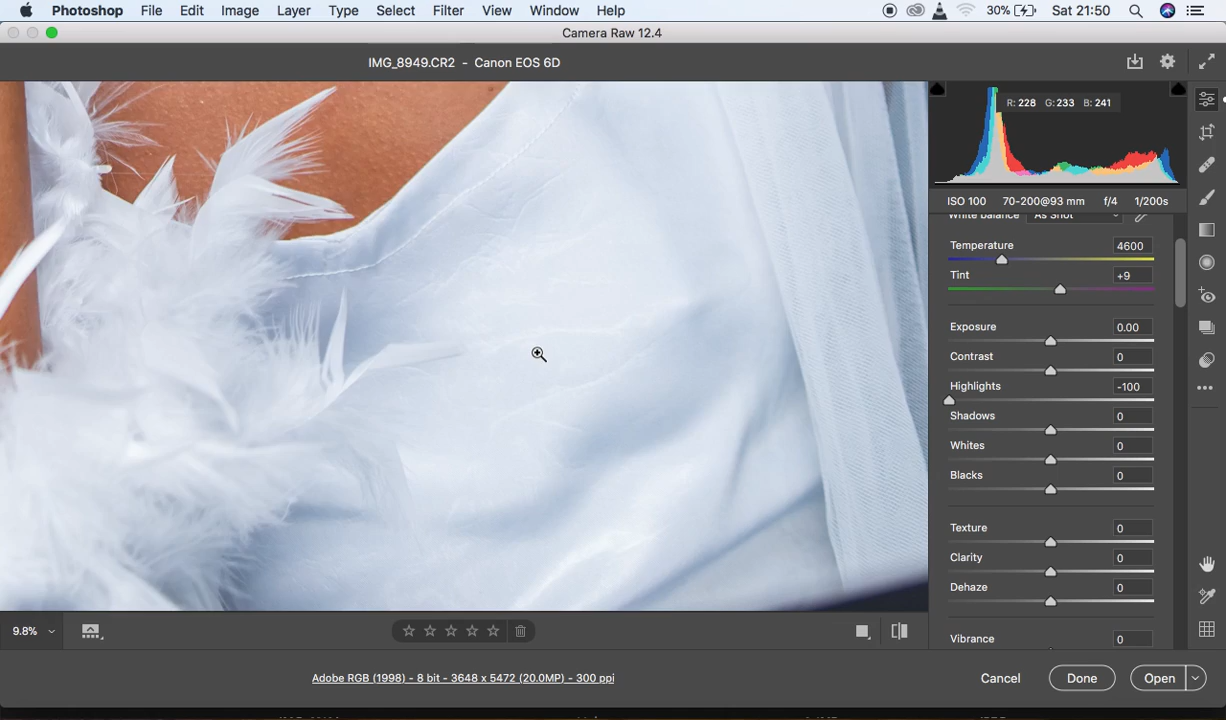 Photoshop File Edit Image Layer Type Select Filter View Window Help 30% Sat 21:50
Camera Raw 12.4
IMG_8949.CR2 - Canon EOS 6D
R: 228 G: 233 B: 241
ISO 100 70-200@93 mm f/4 1/200s
White balance As Shot
Temperature 4600
Tint +9
Exposure 0.00
Contrast 0
Highlights -100
Shadows 0
Whites 0
Blacks 0
Texture 0
Clarity 0
Dehaze 0
Vibrance 0
9.8%
Adobe RGB (1998) - 8 bit - 3648 x 5472 (20.0MP) - 300 ppi
Cancel Done Open